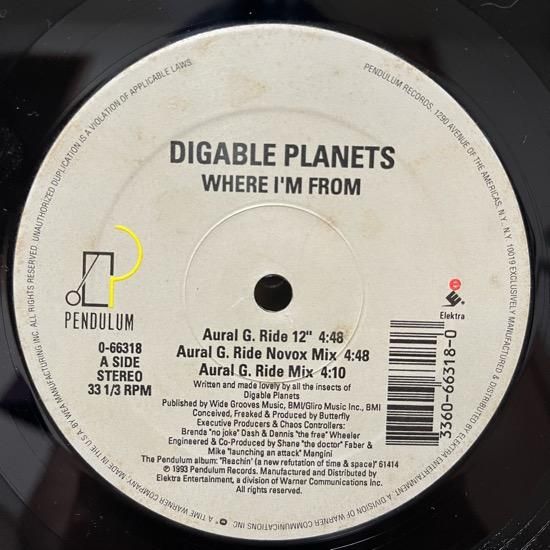 DIGABLE PLANETS
WHERE I'M FROM
PENDULUM
0-66318
A SIDE
STEREO
33 1/3 RPM
Elektra
3360-66318-0
Aural G. Ride 12" 4:48
Aural G. Ride Novox Mix 4:48
Aural G. Ride Mix 4:10
Written and made lovely by all the insects of
Digable Planets
Published by Wide Grooves Music, BMI/Gliro Music Inc., BMI
Conceived, Freaked & Produced by Butterfly
Executive Producers & Chaos Controllers:
Brenda "no joke" Dash & Dennis "the free" Wheeler
Engineered & Co-Produced by Shane "the doctor" Faber &
Mike "launching an attack" Mangini
The Pendulum album: "Reachin' (a new refutation of time & space)" 61414
℗ 1993 Pendulum Records. Manufactured and Distributed by
Elektra Entertainment, a division of Warner Communications Inc.
PENDULUM RECORDS, 1290 AVENUE OF THE AMERICAS, N.Y., N.Y. 10019 EXCLUSIVELY MANUFACTURED & DISTRIBUTED BY ELEKTRA ENTERTAINMENT, A DIVISION OF WARNER COMMUNICATIONS INC.
A TIME WARNER COMPANY. MADE IN THE U.S.A. BY WEA MANUFACTURING INC. ALL RIGHTS RESERVED. UNAUTHORIZED DUPLICATION IS A VIOLATION OF APPLICABLE LAWS.